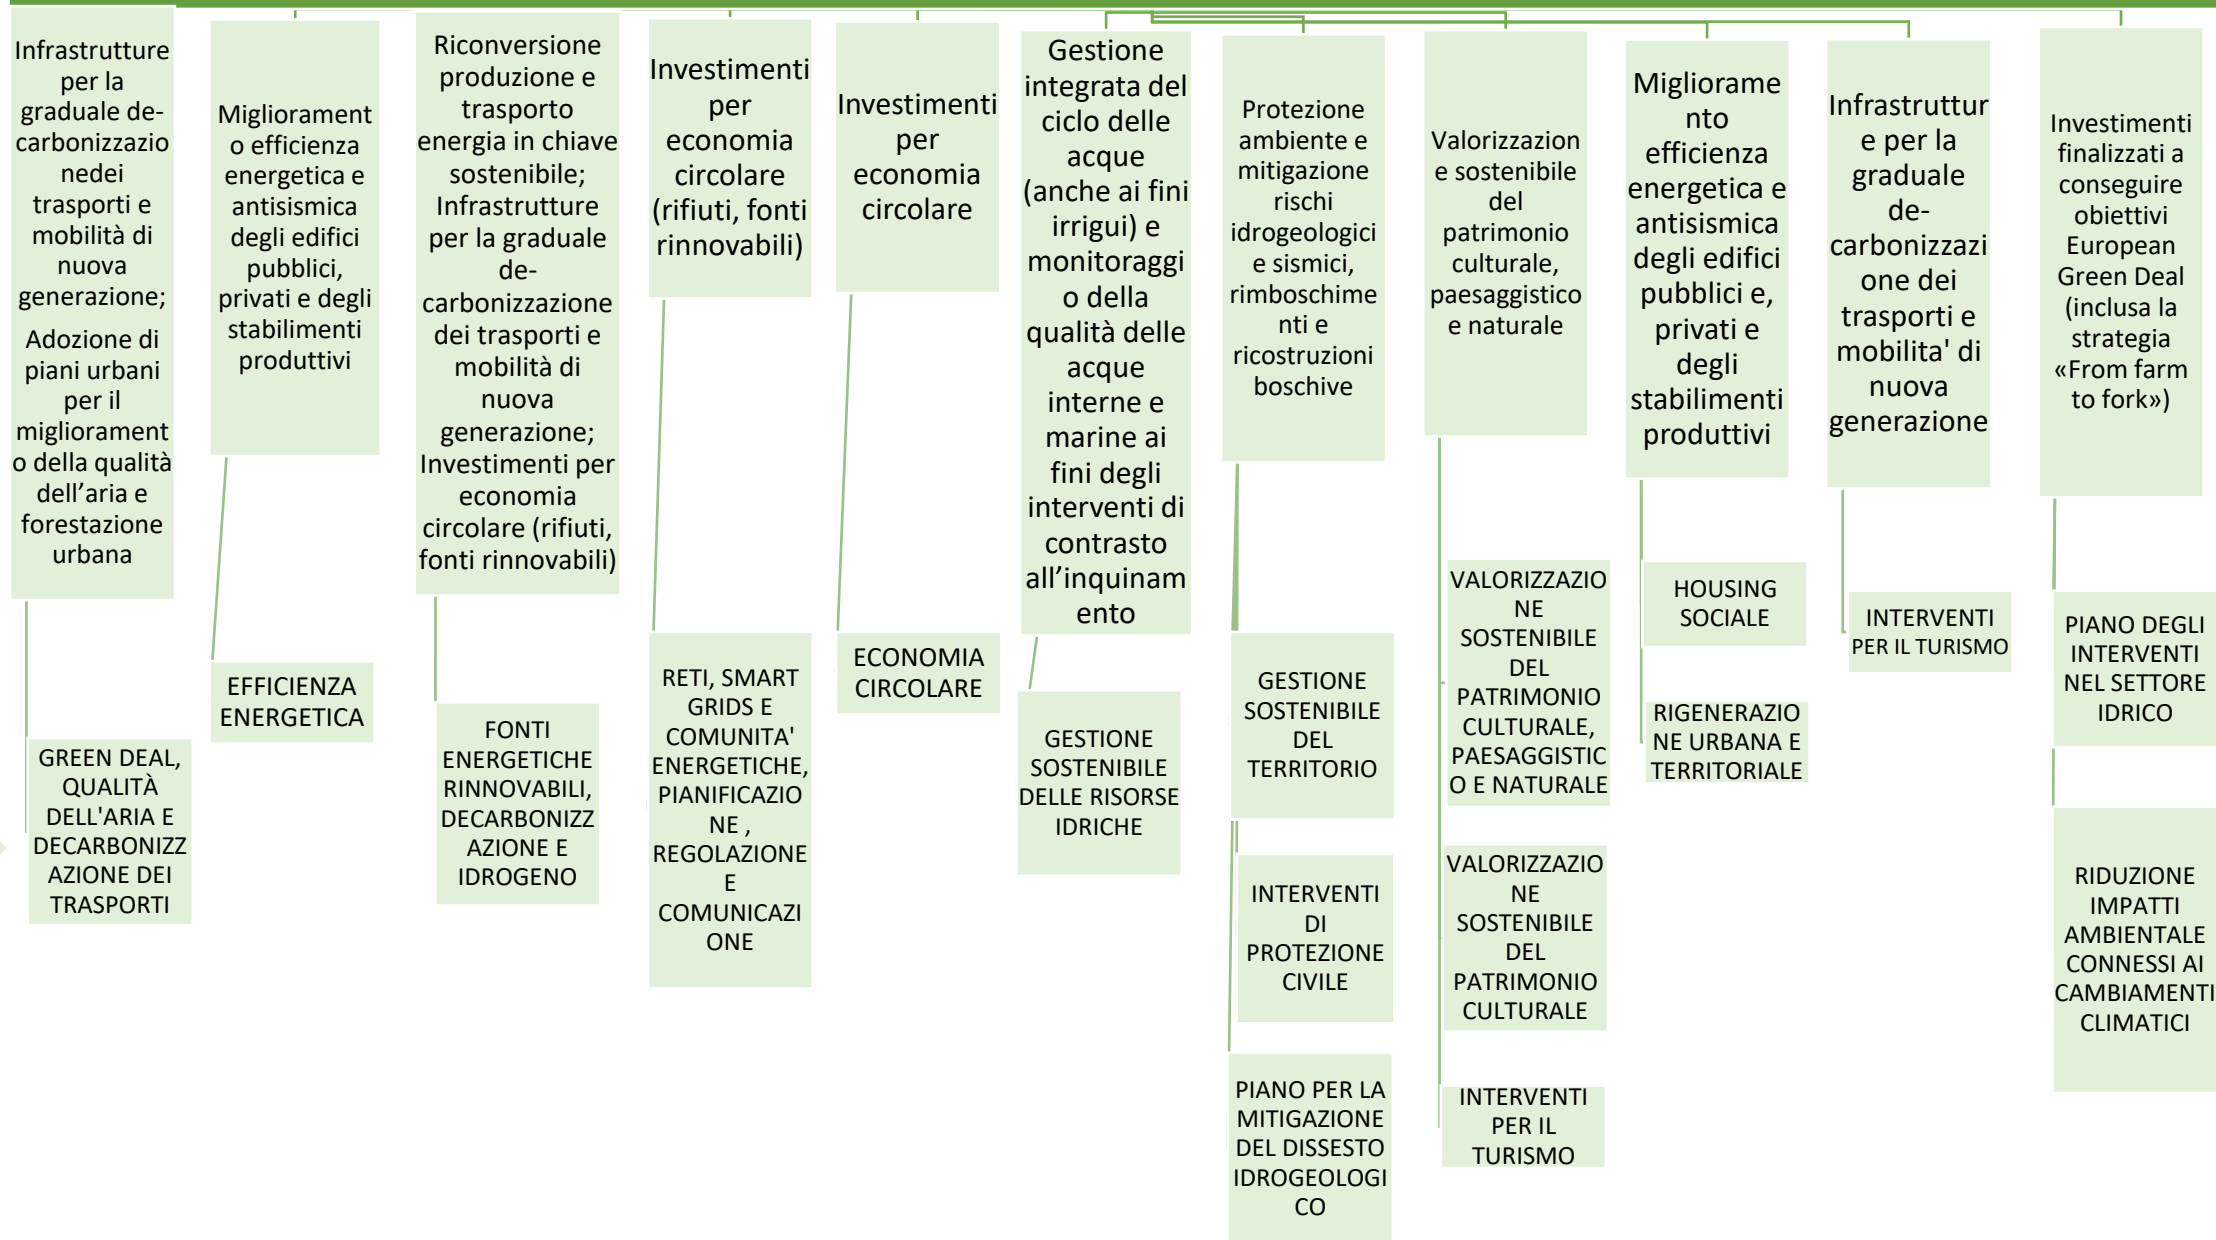 Infrastrutture
per la
graduale de-
carbonizzazio
nedei
trasporti e
mobilità di
nuova
generazione;
Adozione di
piani urbani
per il
migliorament
o della qualità
dell’aria e
forestazione
urbana
GREEN DEAL,
QUALITÀ
DELL'ARIA E
DECARBONIZZ
AZIONE DEI
TRASPORTI
Migliorament
o efficienza
energetica e
antisismica
degli edifici
pubblici,
privati e degli
stabilimenti
produttivi
EFFICIENZA
ENERGETICA
Riconversione
produzione e
trasporto
energia in chiave
sostenibile;
Infrastrutture
per la graduale
de-
carbonizzazione
dei trasporti e
mobilità di
nuova
generazione;
Investimenti per
economia
circolare (rifiuti,
fonti rinnovabili)
FONTI
ENERGETICHE
RINNOVABILI,
DECARBONIZZ
AZIONE E
IDROGENO
Investimenti
per
economia
circolare
(rifiuti, fonti
rinnovabili)
RETI, SMART
GRIDS E
COMUNITA'
ENERGETICHE,
PIANIFICAZIO
NE ,
REGOLAZIONE
E
COMUNICAZI
ONE
Investimenti
per
economia
circolare
ECONOMIA
CIRCOLARE
Gestione
integrata del
ciclo delle
acque
(anche ai fini
irrigui) e
monitoraggi
o della
qualità delle
acque
interne e
marine ai
fini degli
interventi di
contrasto
all’inquinam
ento
GESTIONE
SOSTENIBILE
DELLE RISORSE
IDRICHE
Protezione
ambiente e
mitigazione
rischi
idrogeologici
e sismici,
rimboschime
nti e
ricostruzioni
boschive
GESTIONE
SOSTENIBILE
DEL
TERRITORIO
INTERVENTI
DI
PROTEZIONE
CIVILE
PIANO PER LA
MITIGAZIONE
DEL DISSESTO
IDROGEOLOGI
CO
Valorizzazion
e sostenibile
del
patrimonio
culturale,
paesaggistico
e naturale
VALORIZZAZIO
NE
SOSTENIBILE
DEL
PATRIMONIO
CULTURALE,
PAESAGGISTIC
O E NATURALE
VALORIZZAZIO
NE
SOSTENIBILE
DEL
PATRIMONIO
CULTURALE
INTERVENTI
PER IL
TURISMO
Migliorame
nto
efficienza
energetica e
antisismica
degli edifici
pubblici e,
privati e
degli
stabilimenti
produttivi
HOUSING
SOCIALE
RIGENERAZIO
NE URBANA E
TERRITORIALE
Infrastruttur
e per la
graduale
de-
carbonizzazi
one dei
trasporti e
mobilita' di
nuova
generazione
INTERVENTI
PER IL TURISMO
Investimenti
finalizzati a
conseguire
obiettivi
European
Green Deal
(inclusa la
strategia
«From farm
to fork»)
PIANO DEGLI
INTERVENTI
NEL SETTORE
IDRICO
RIDUZIONE
IMPATTI
AMBIENTALE
CONNESSI AI
CAMBIAMENTI
CLIMATICI